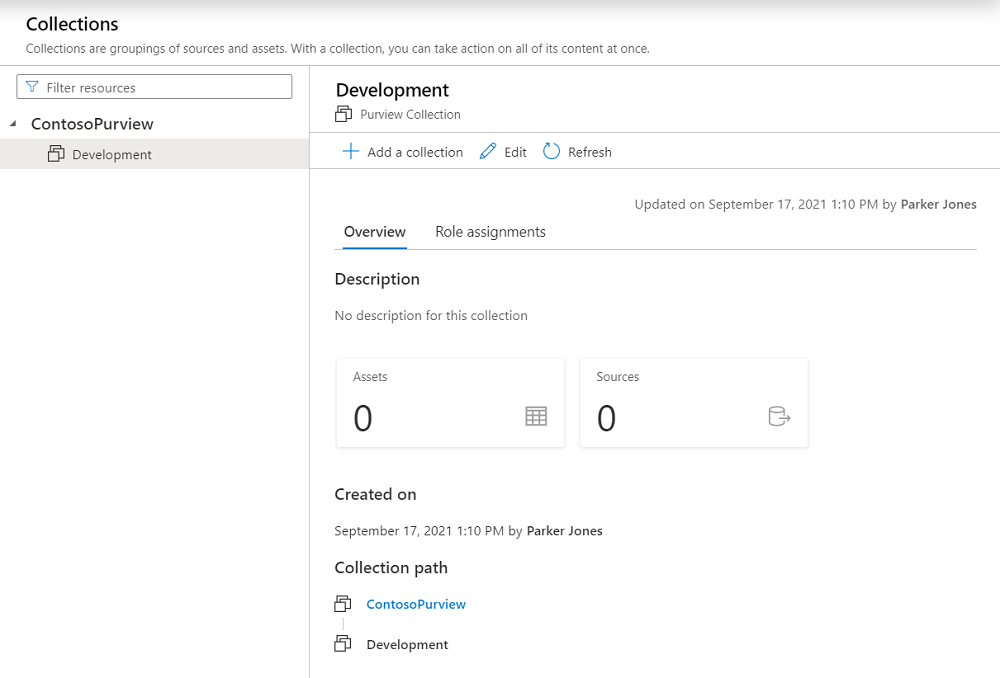 Collections
Collections are groupings of sources and assets. With a collection, you can take action on all of its content at once.
Filter resources
ContosoPurview
Development
Development
Purview Collection
Add a collection
Edit
Refresh
Updated on September 17, 2021 1:10 PM by Parker Jones
Overview
Role assignments
Description
No description for this collection
Assets
0
Sources
0
Created on
September 17, 2021 1:10 PM by Parker Jones
Collection path
ContosoPurview
Development